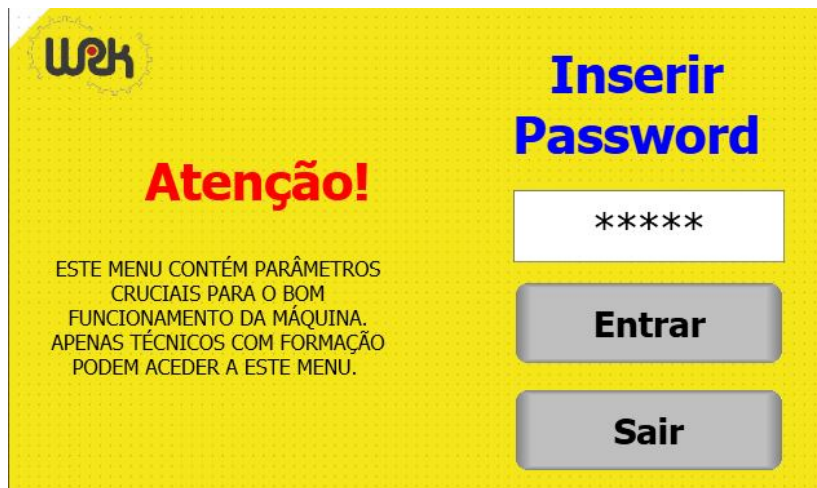 WRK
Atenção!
ESTE MENU CONTÉM PARÂMETROS
CRUCIAIS PARA O BOM
FUNCIONAMENTO DA MÁQUINA.
APENAS TÉCNICOS COM FORMAÇÃO
PODEM ACEDER A ESTE MENU.
Inserir
Password
*****
Entrar
Sair